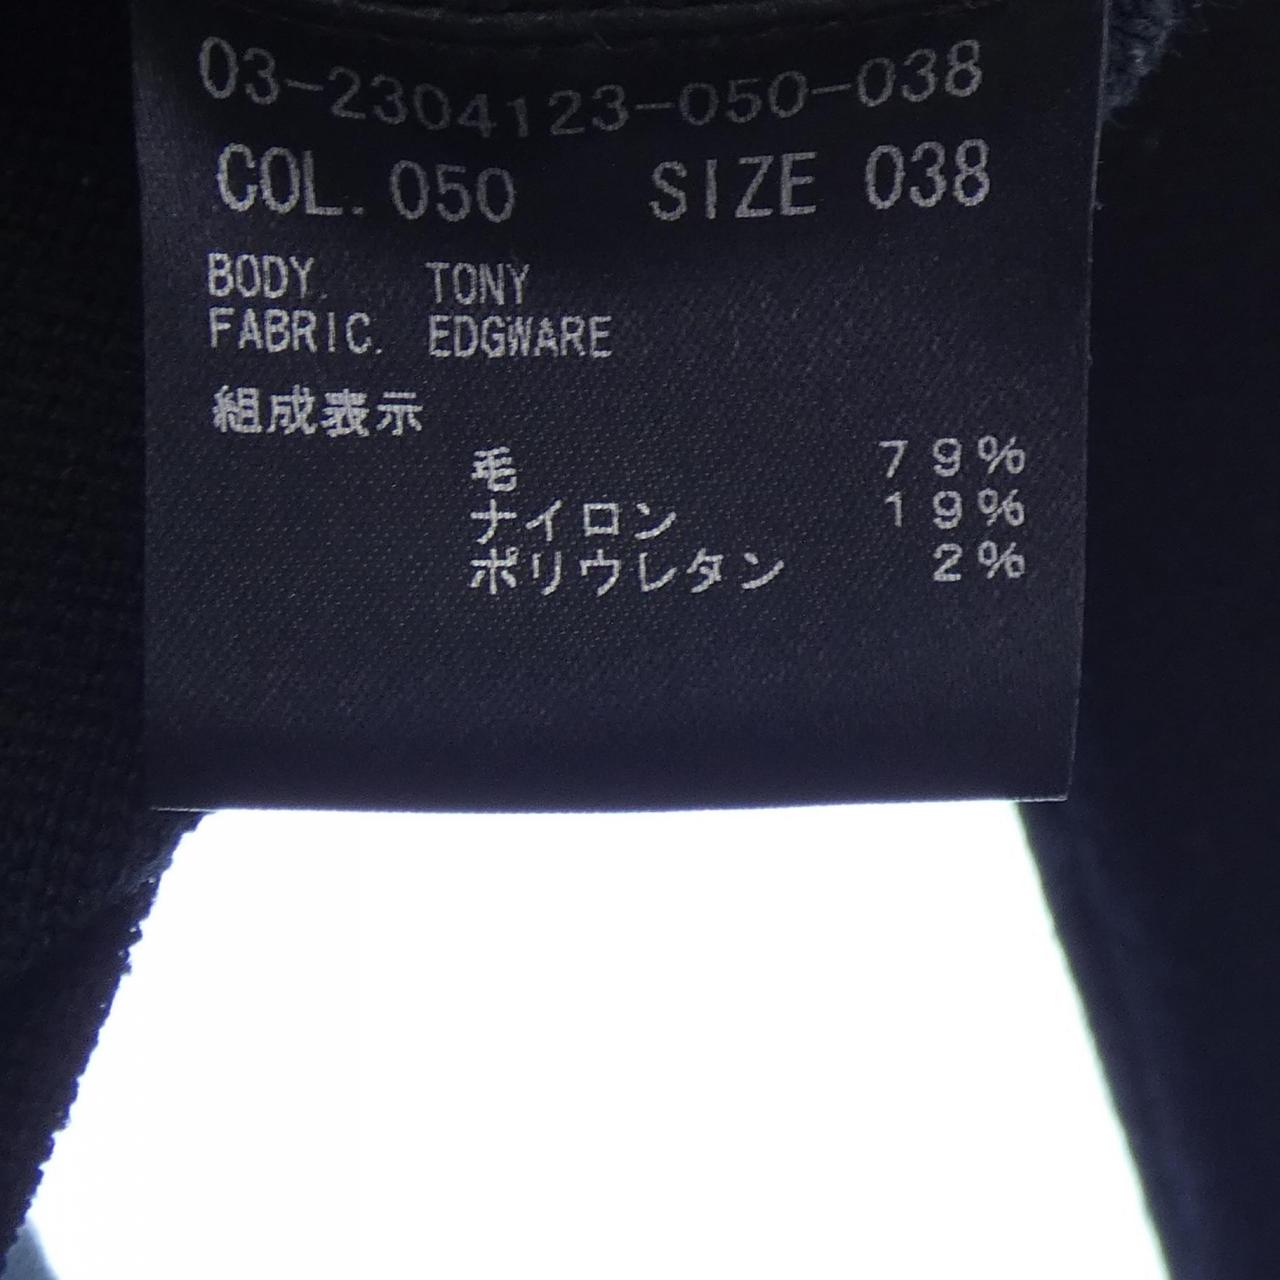 03-2304123-050-038
COL. 050 SIZE 038
BODY. TONY
FABRIC. EDGWARE
組成表示
毛 79%
ナイロン 19%
ポリウレタン 2%